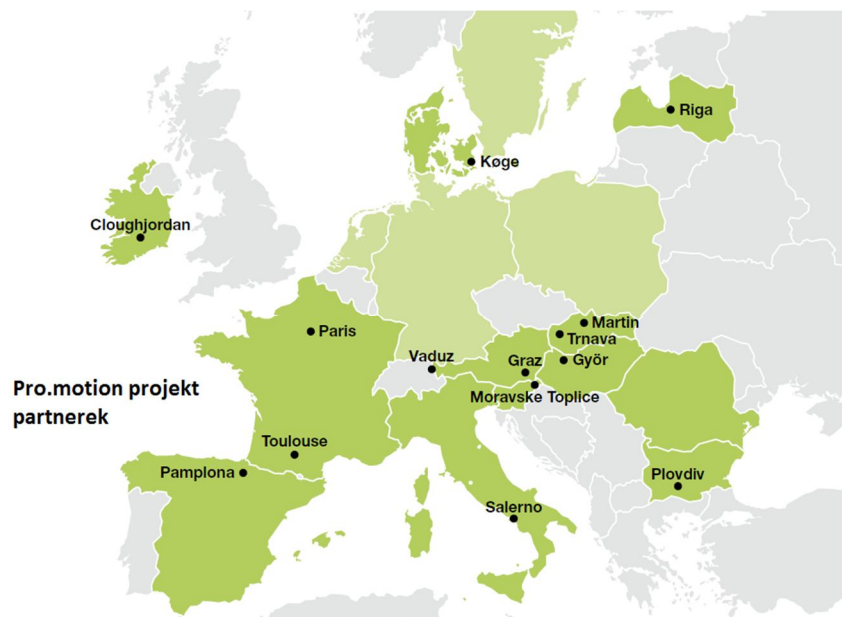 Riga
Køge
Cloughjordan
Martin
Paris
Trnava
Vaduz
Graz
Györ
Pro.motion projekt
partnerek
Moravske Toplice
Toulouse
Pamplona
Plovdiv
Salerno